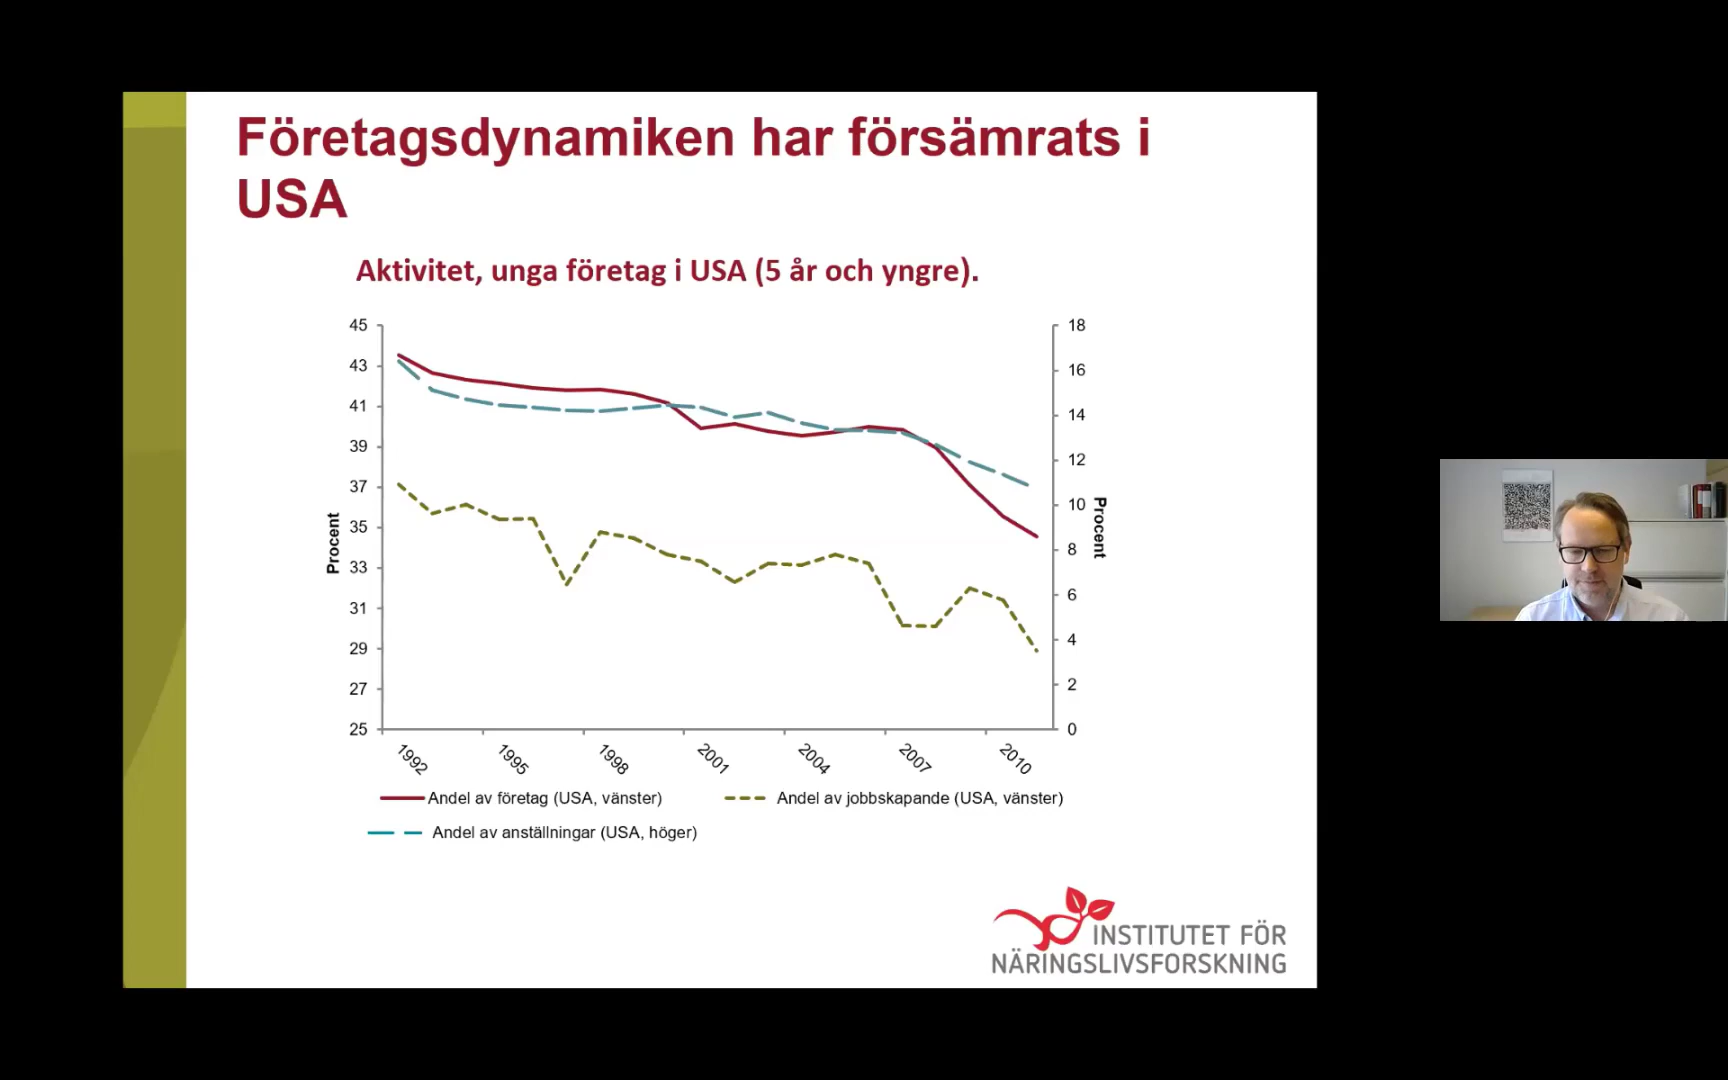 Företagsdynamiken har försämrats i
USA
Aktivitet, unga företag i USA (5 år och yngre).
45
43
41
39
37
35
33
31
29
27
25
Procent
18
16
14
12
10
8
6
4
2
0
Procent
1992
1995
1998
2001
2004
2007
2010
Andel av företag (USA, vänster)
Andel av jobbskapande (USA, vänster)
Andel av anställningar (USA, höger)
INSTITUTET FÖR
NÄRINGSLIVSFORSKNING